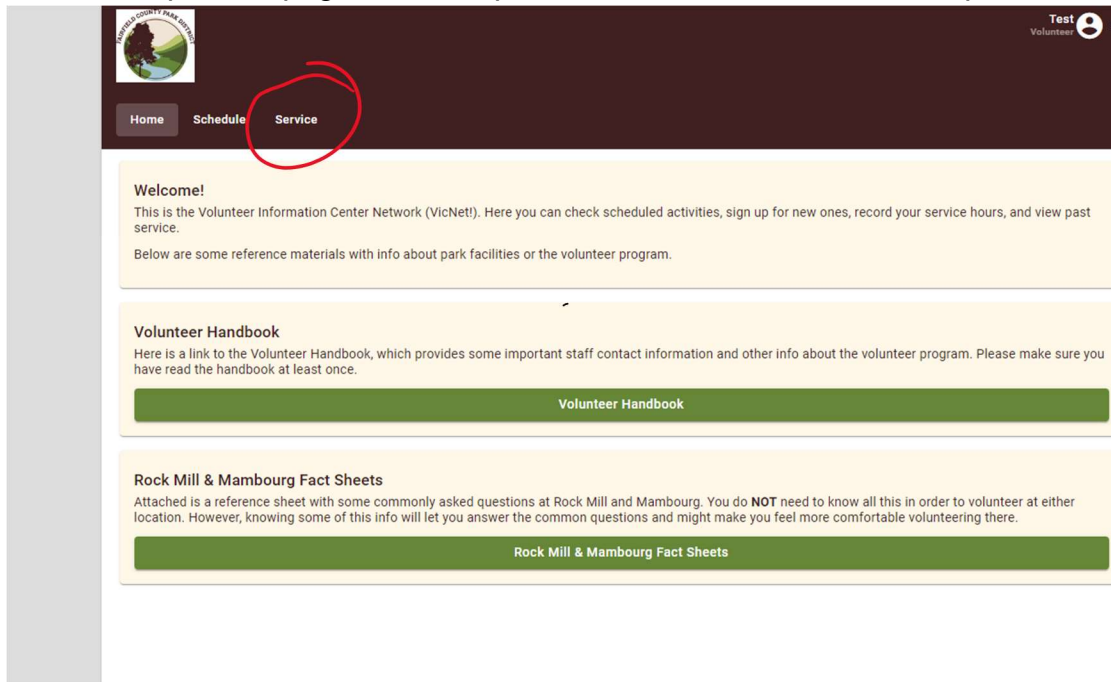 FAIRFIELD COUNTY PARK DISTRICT
Test
Volunteer
Home Schedule Service
Welcome!
This is the Volunteer Information Center Network (VicNet!). Here you can check scheduled activities, sign up for new ones, record your service hours, and view past
service.
Below are some reference materials with info about park facilities or the volunteer program.
Volunteer Handbook
Here is a link to the Volunteer Handbook, which provides some important staff contact information and other info about the volunteer program. Please make sure you
have read the handbook at least once.
Volunteer Handbook
Rock Mill & Mambourg Fact Sheets
Attached is a reference sheet with some commonly asked questions at Rock Mill and Mambourg. You do NOT need to know all this in order to volunteer at either
location. However, knowing some of this info will let you answer the common questions and might make you feel more comfortable volunteering there.
Rock Mill & Mambourg Fact Sheets